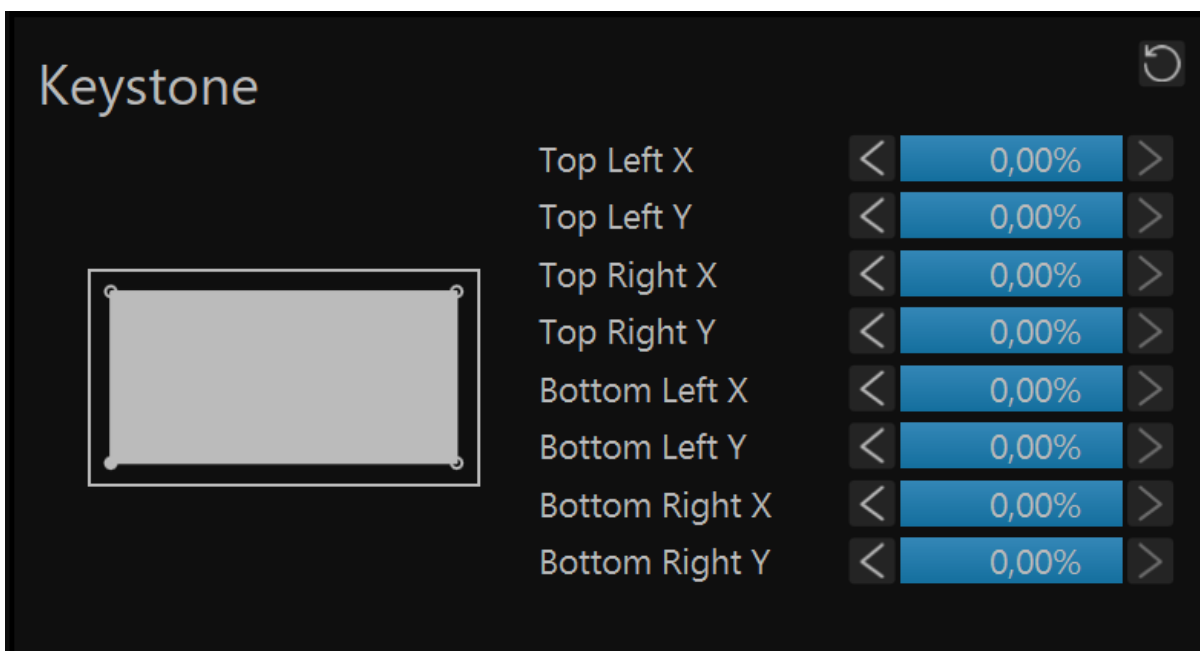 Keystone
Top Left X 0,00%
Top Left Y 0,00%
Top Right X 0,00%
Top Right Y 0,00%
Bottom Left X 0,00%
Bottom Left Y 0,00%
Bottom Right X 0,00%
Bottom Right Y 0,00%